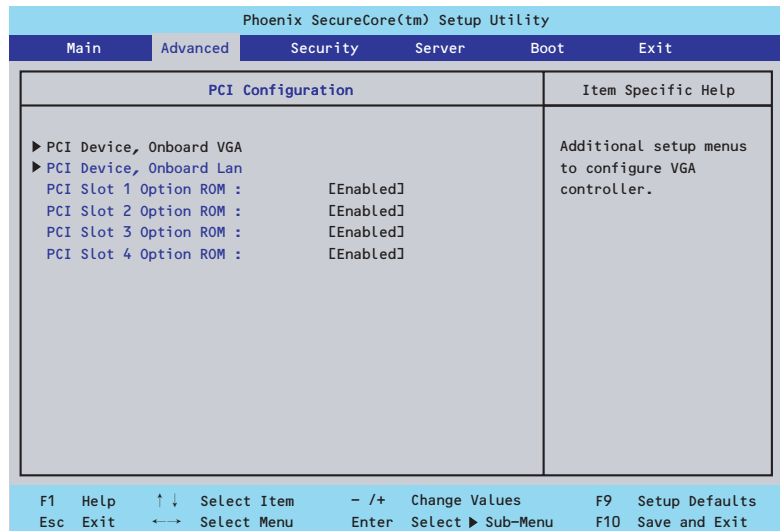 Phoenix SecureCore(tm) Setup Utility
Main Advanced Security Server Boot Exit
PCI Configuration
Item Specific Help
▶ PCI Device, Onboard VGA
▶ PCI Device, Onboard Lan
PCI Slot 1 Option ROM : [Enabled]
PCI Slot 2 Option ROM : [Enabled]
PCI Slot 3 Option ROM : [Enabled]
PCI Slot 4 Option ROM : [Enabled]
Additional setup menus
to configure VGA
controller.
F1 Help ↑↓ Select Item - /+ Change Values F9 Setup Defaults
Esc Exit ←→ Select Menu Enter Select ▶ Sub-Menu F10 Save and Exit